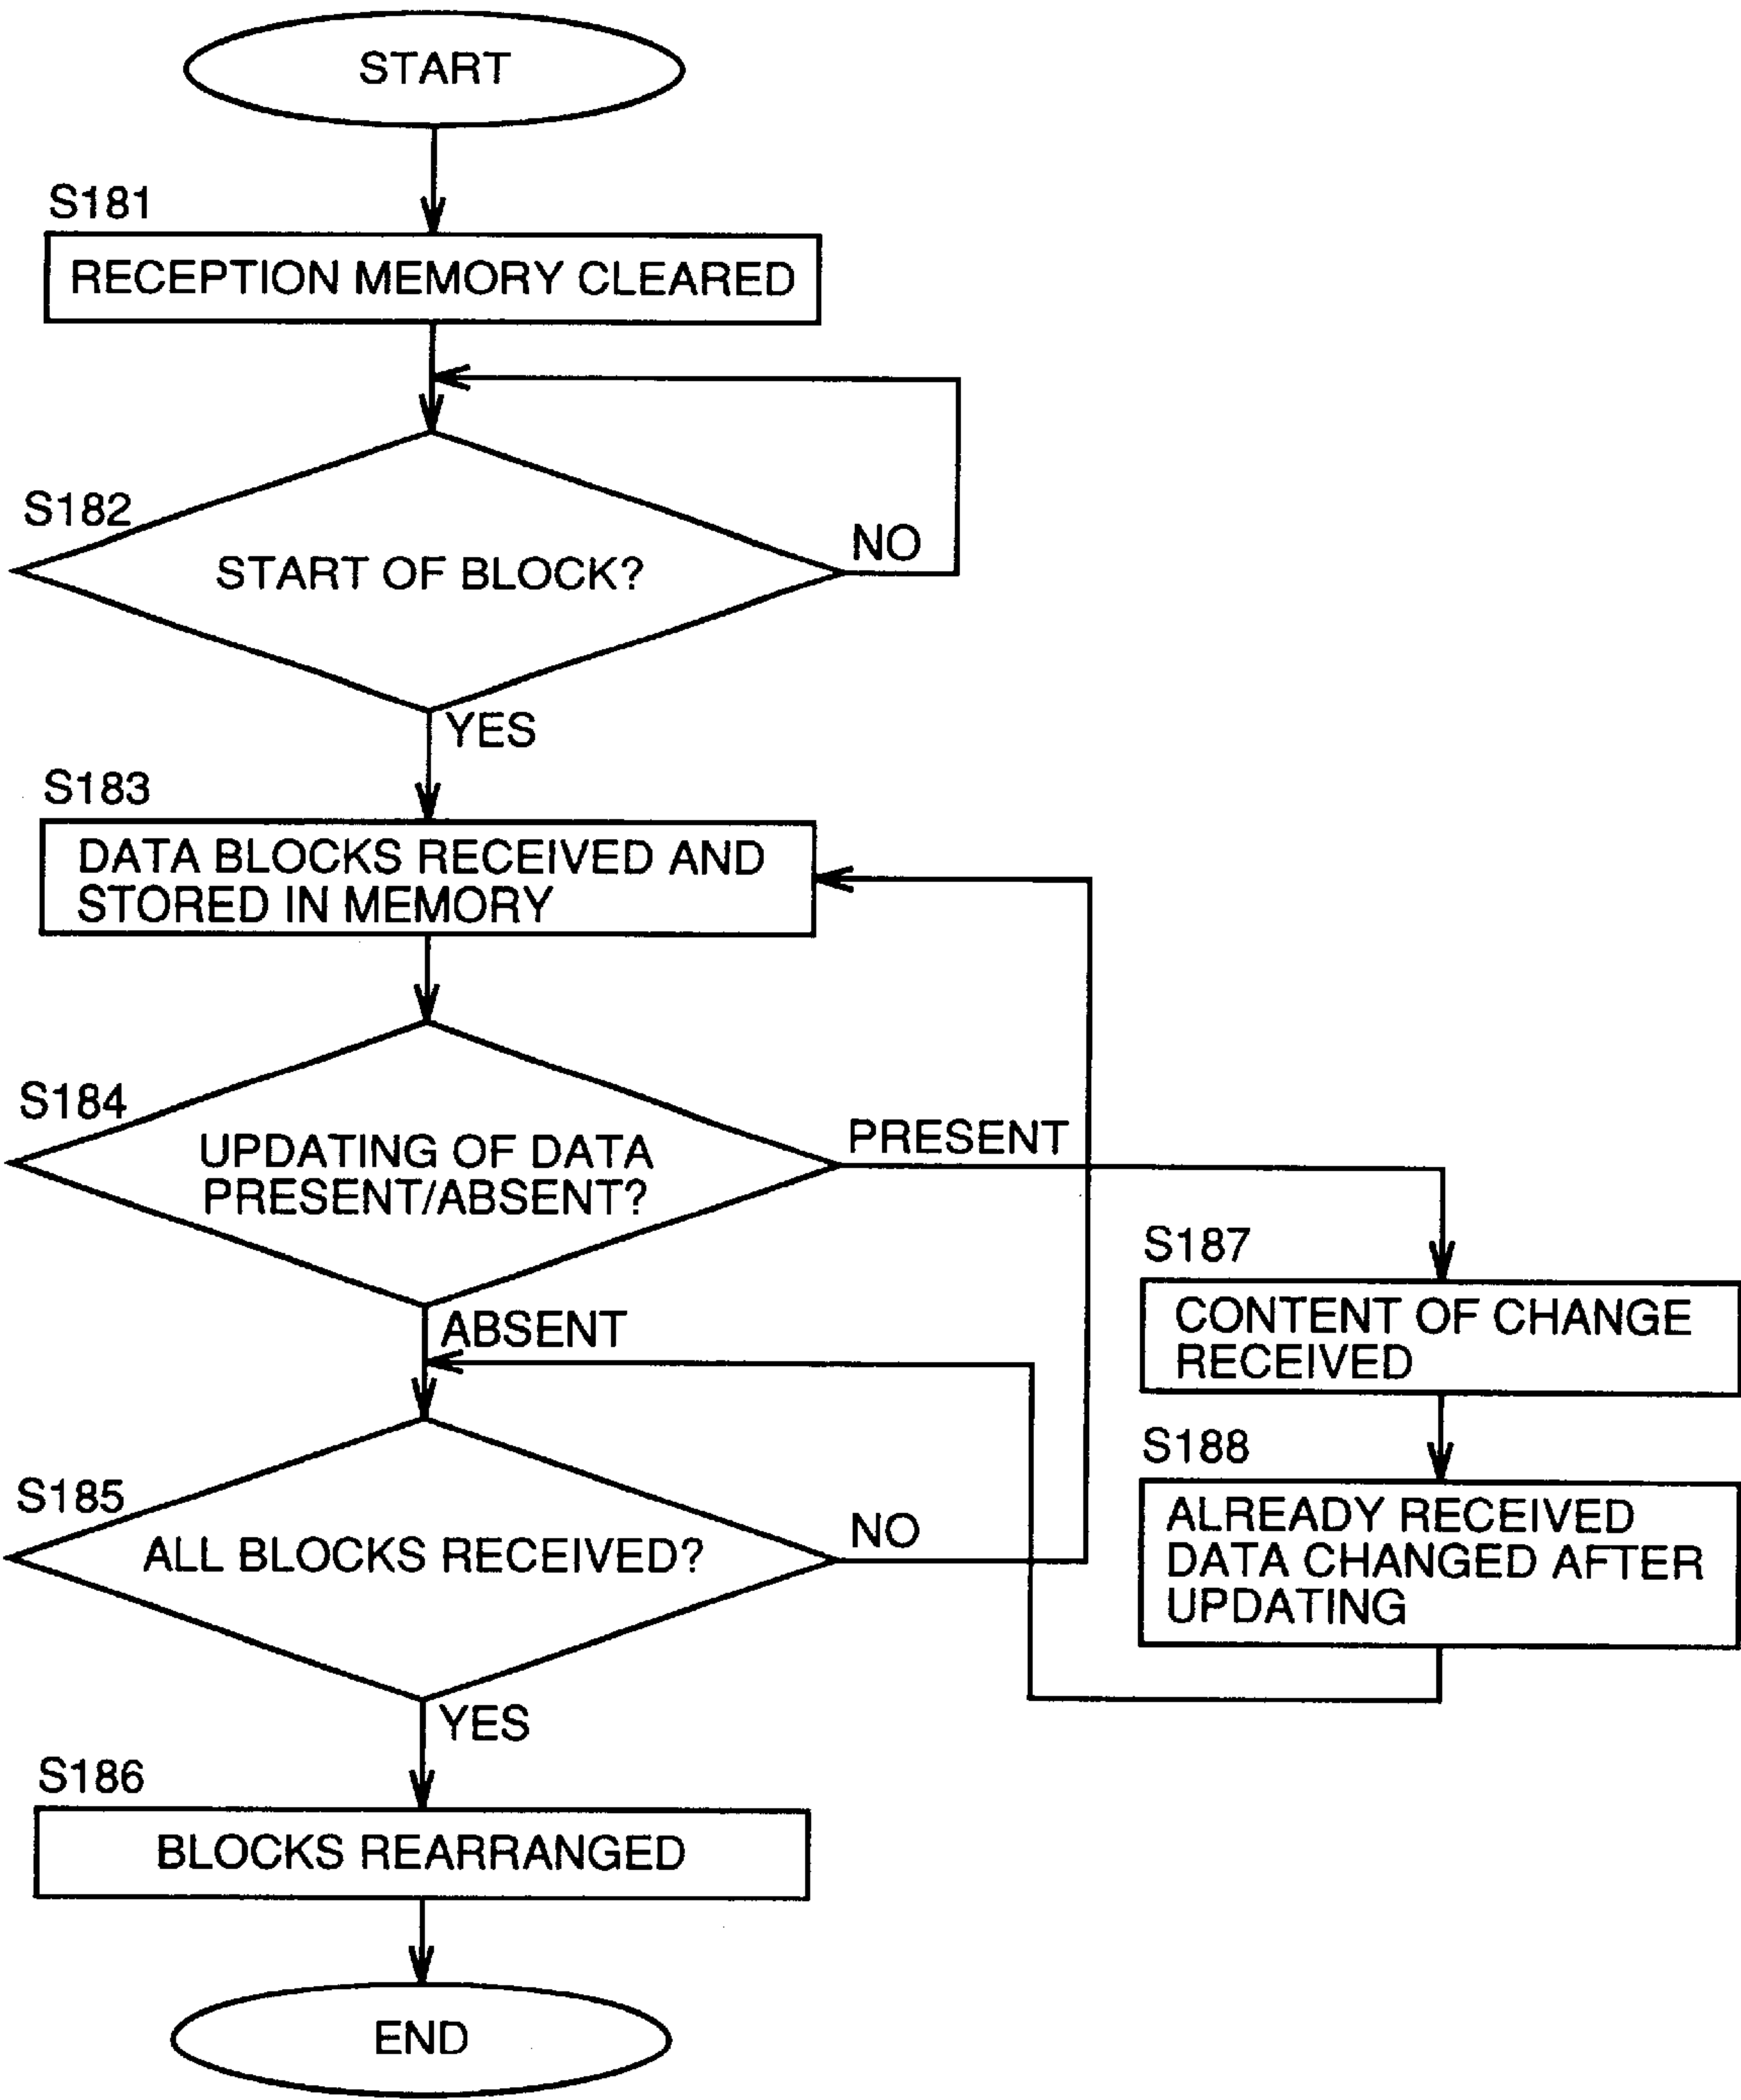 START
S181
RECEPTION MEMORY CLEARED
S182
START OF BLOCK?
NO
YES
S183
DATA BLOCKS RECEIVED AND
STORED IN MEMORY
S184
UPDATING OF DATA
PRESENT/ABSENT?
PRESENT
ABSENT
S187
CONTENT OF CHANGE
RECEIVED
S188
ALREADY RECEIVED
DATA CHANGED AFTER
UPDATING
S185
ALL BLOCKS RECEIVED?
NO
YES
S186
BLOCKS REARRANGED
END